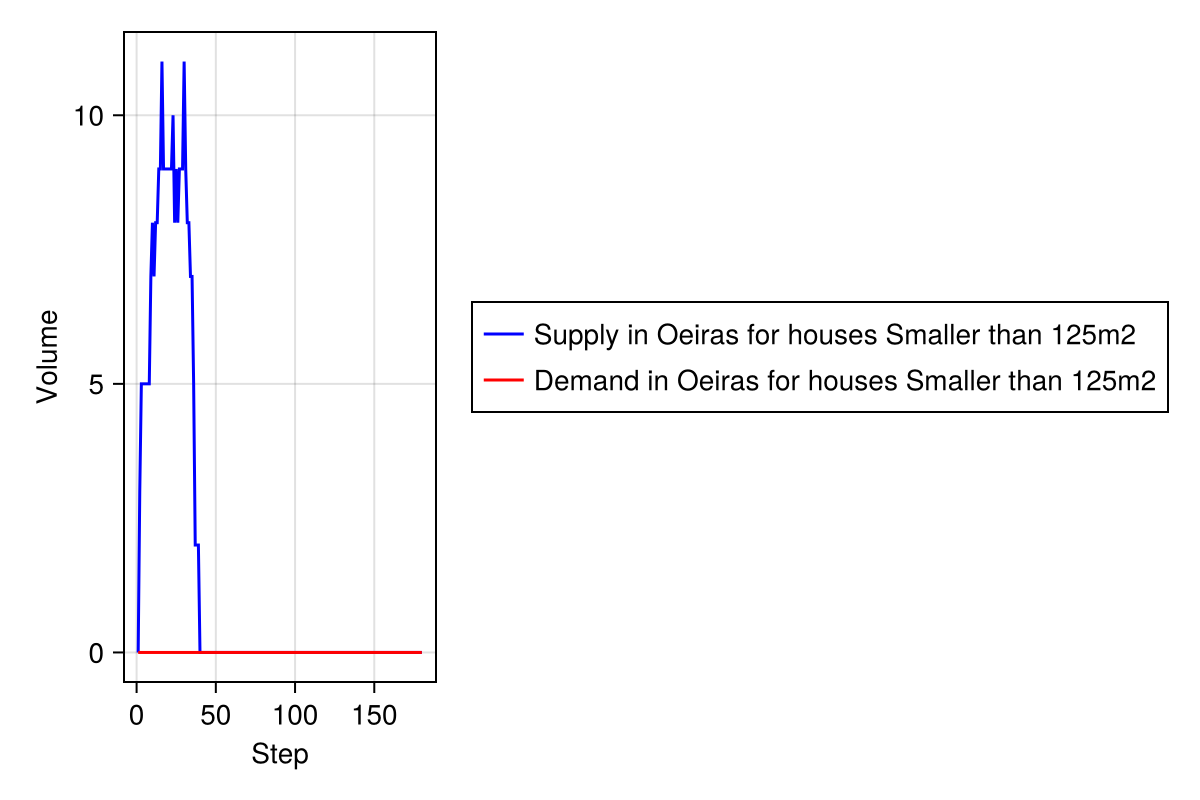 10
5
0
Volume
0 50 100 150
Step
Supply in Oeiras for houses Smaller than 125m2
Demand in Oeiras for houses Smaller than 125m2